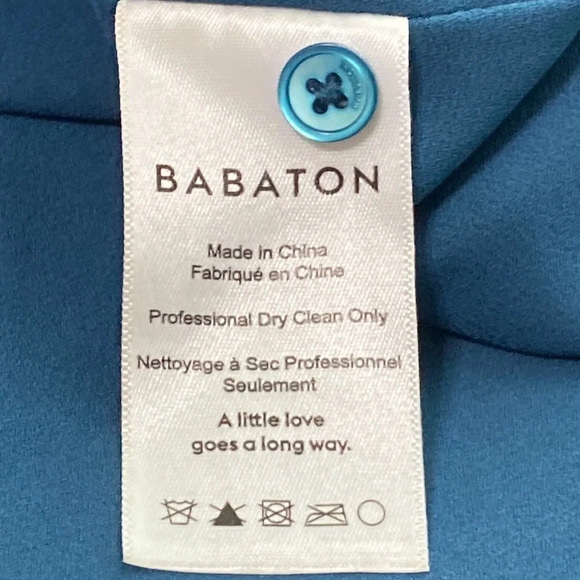 BABATON
Made in China
Fabriqué en Chine
Professional Dry Clean Only
Nettoyage à Sec Professionnel
Seulement
A little love
goes a long way.